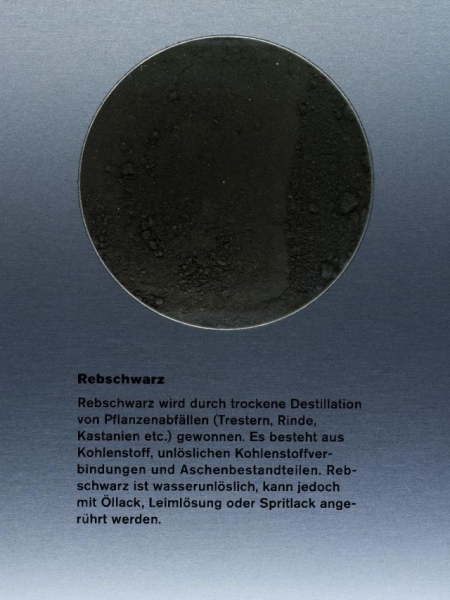 Rebschwarz
Rebschwarz wird durch trockene Destillation
von Pflanzenabfällen (Trestern, Rinde,
Kastanien etc.) gewonnen. Es besteht aus
Kohlenstoff, unlöslichen Kohlenstoffver-
bindungen und Aschenbestandteilen. Reb-
schwarz ist wasserunlöslich, kann jedoch
mit Öllack, Leimlösung oder Spritlack ange-
rührt werden.